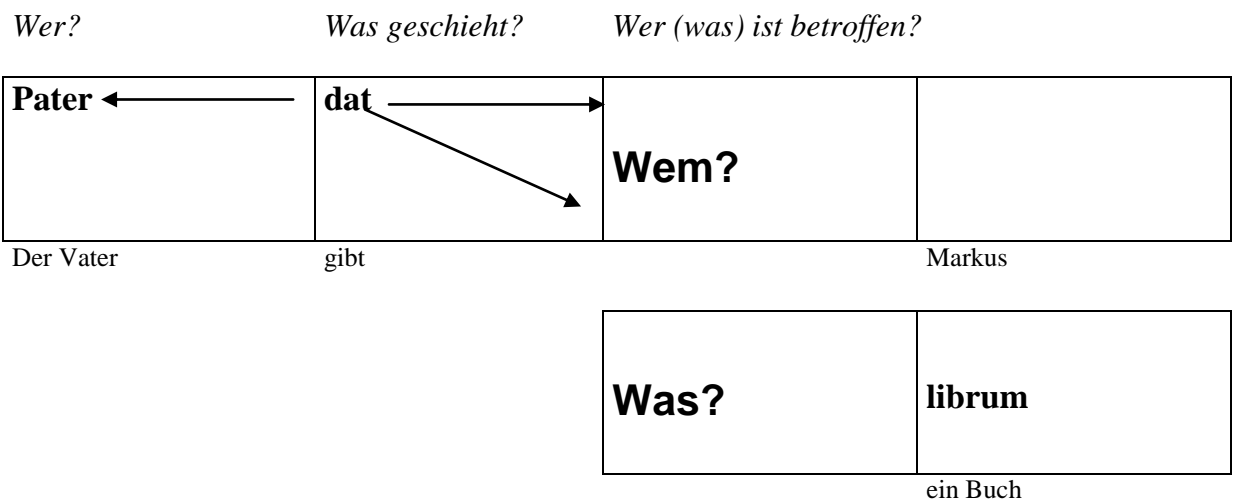 Wer? Was geschieht? Wer (was) ist betroffen?
Pater dat
Wem?
Der Vater gibt Markus
Was? librum
ein Buch